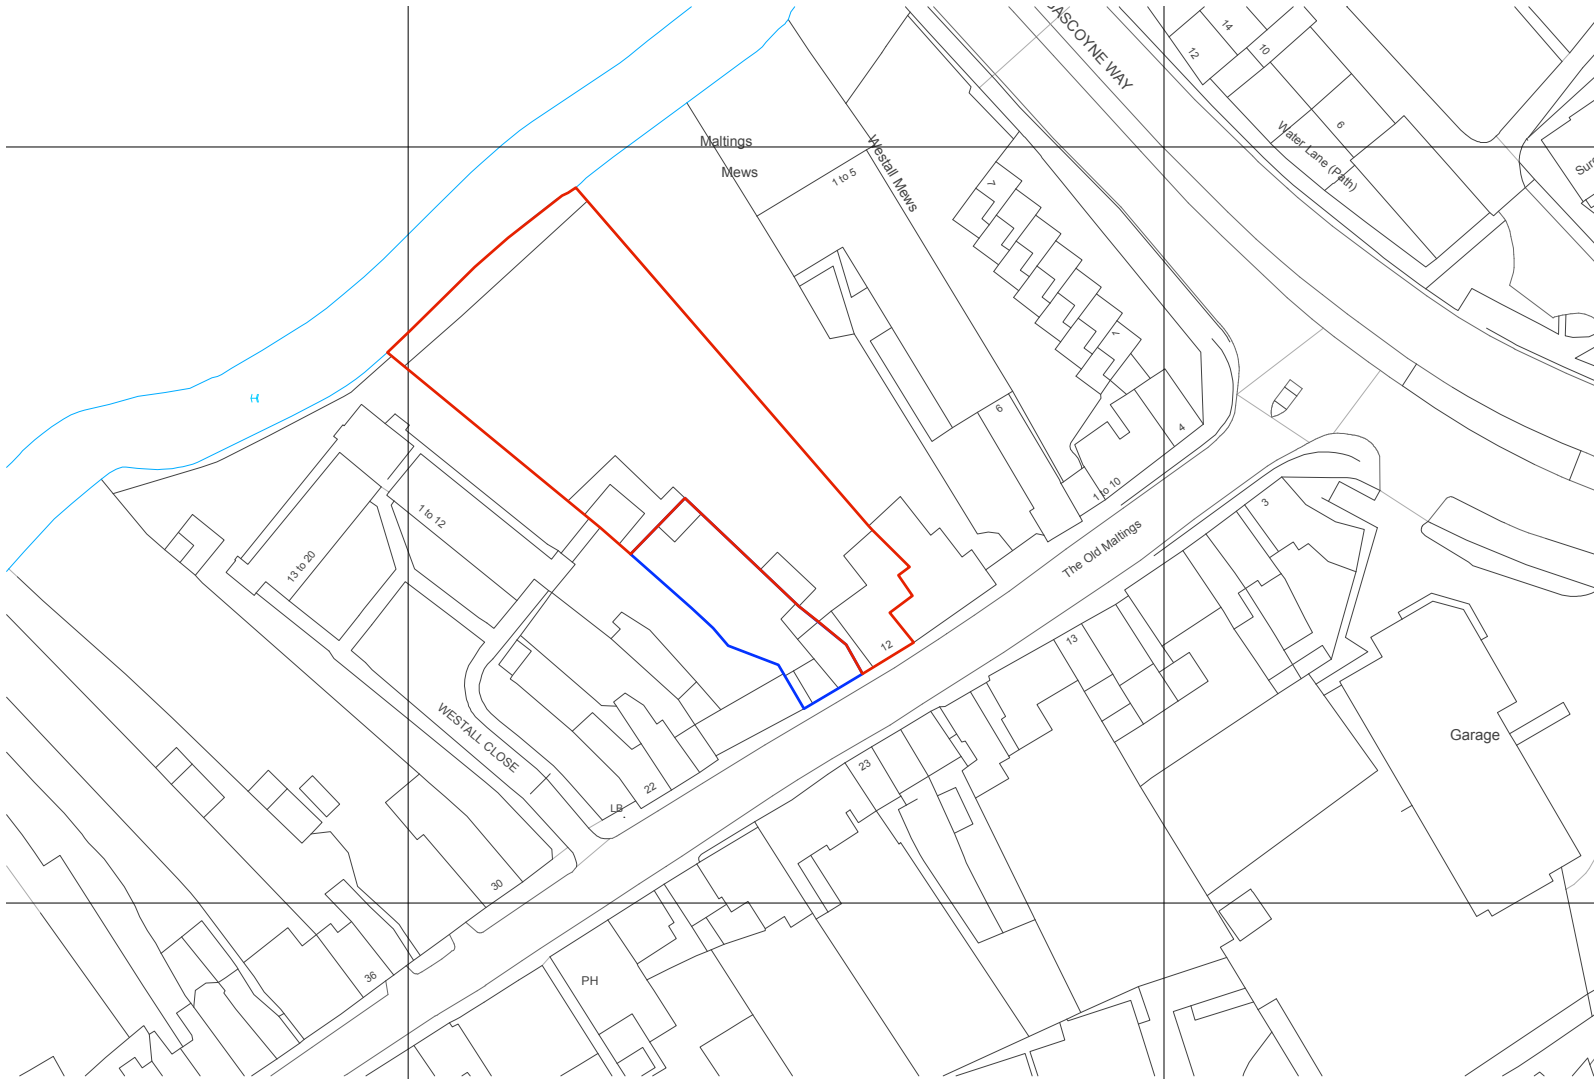 GASCOYNE WAY
14
12
10
6
Water Lane (Path)
Maltings
Mews
Westall Mews
1 to 5
7
6
4
1 to 10
The Old Maltings
3
1 to 12
13 to 20
12
13
Garage
WESTALL CLOSE
22
LB
23
30
36
PH